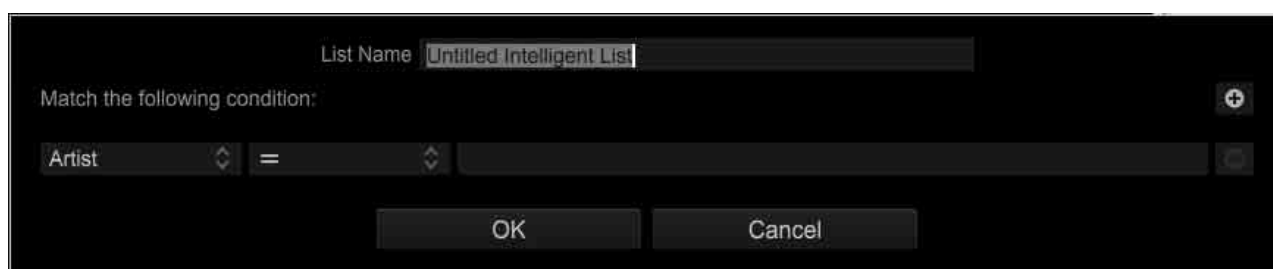 List Name Untitled Intelligent List
Match the following condition:
Artist =
OK Cancel